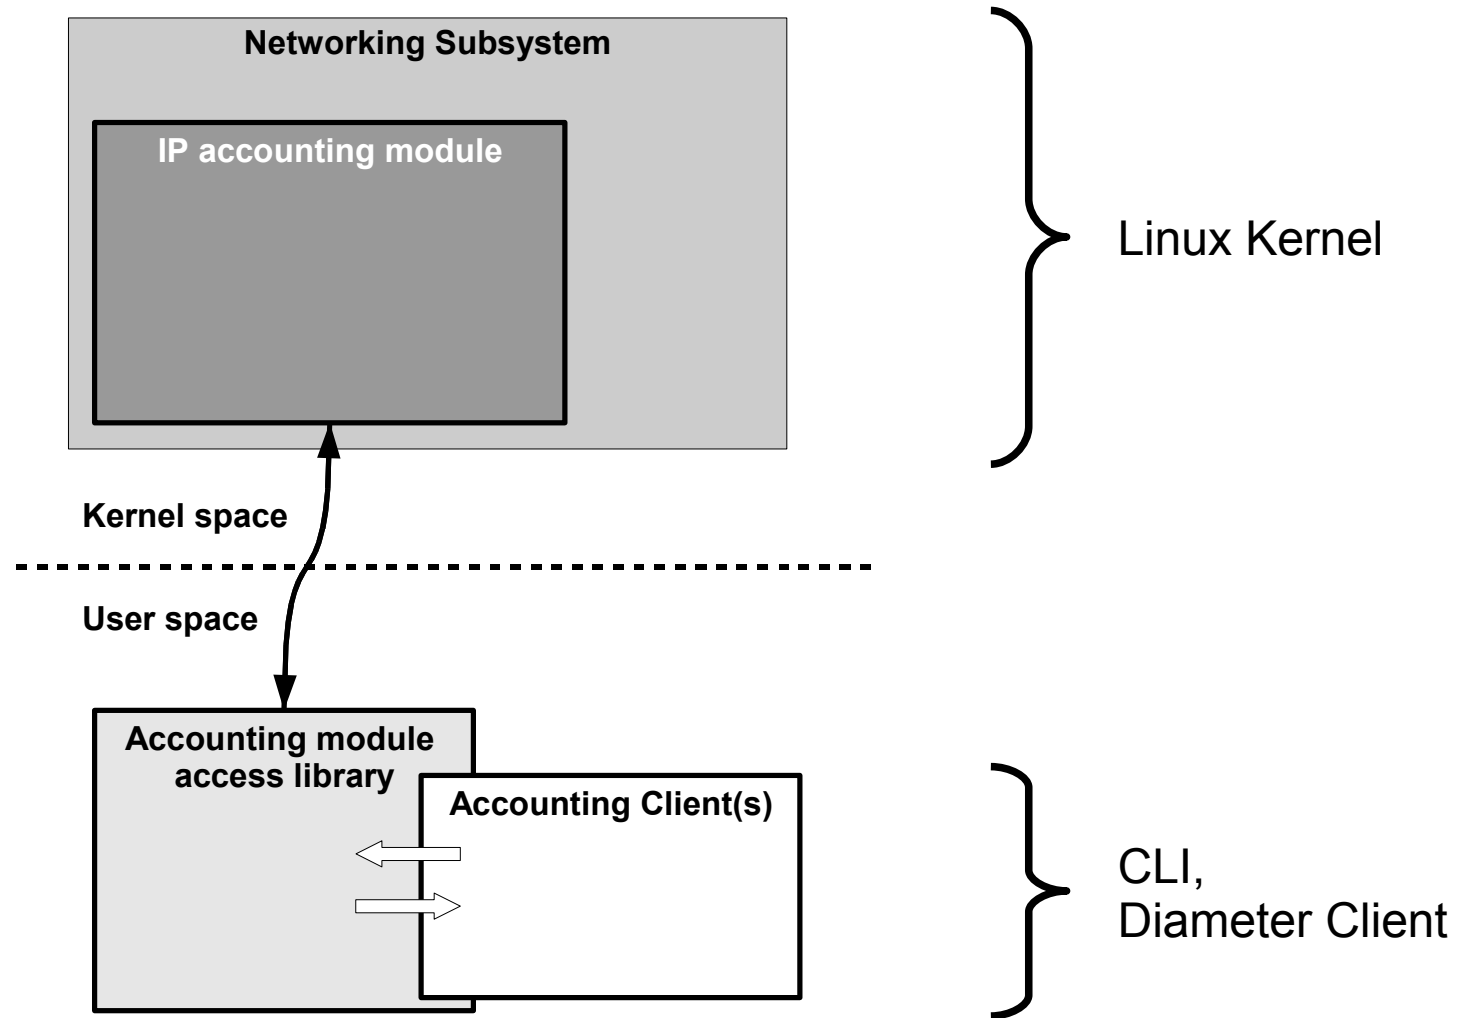 Networking Subsystem
IP accounting module
Linux Kernel
Kernel space
User space
Accounting module
access library
Accounting Client(s)
CLI,
Diameter Client